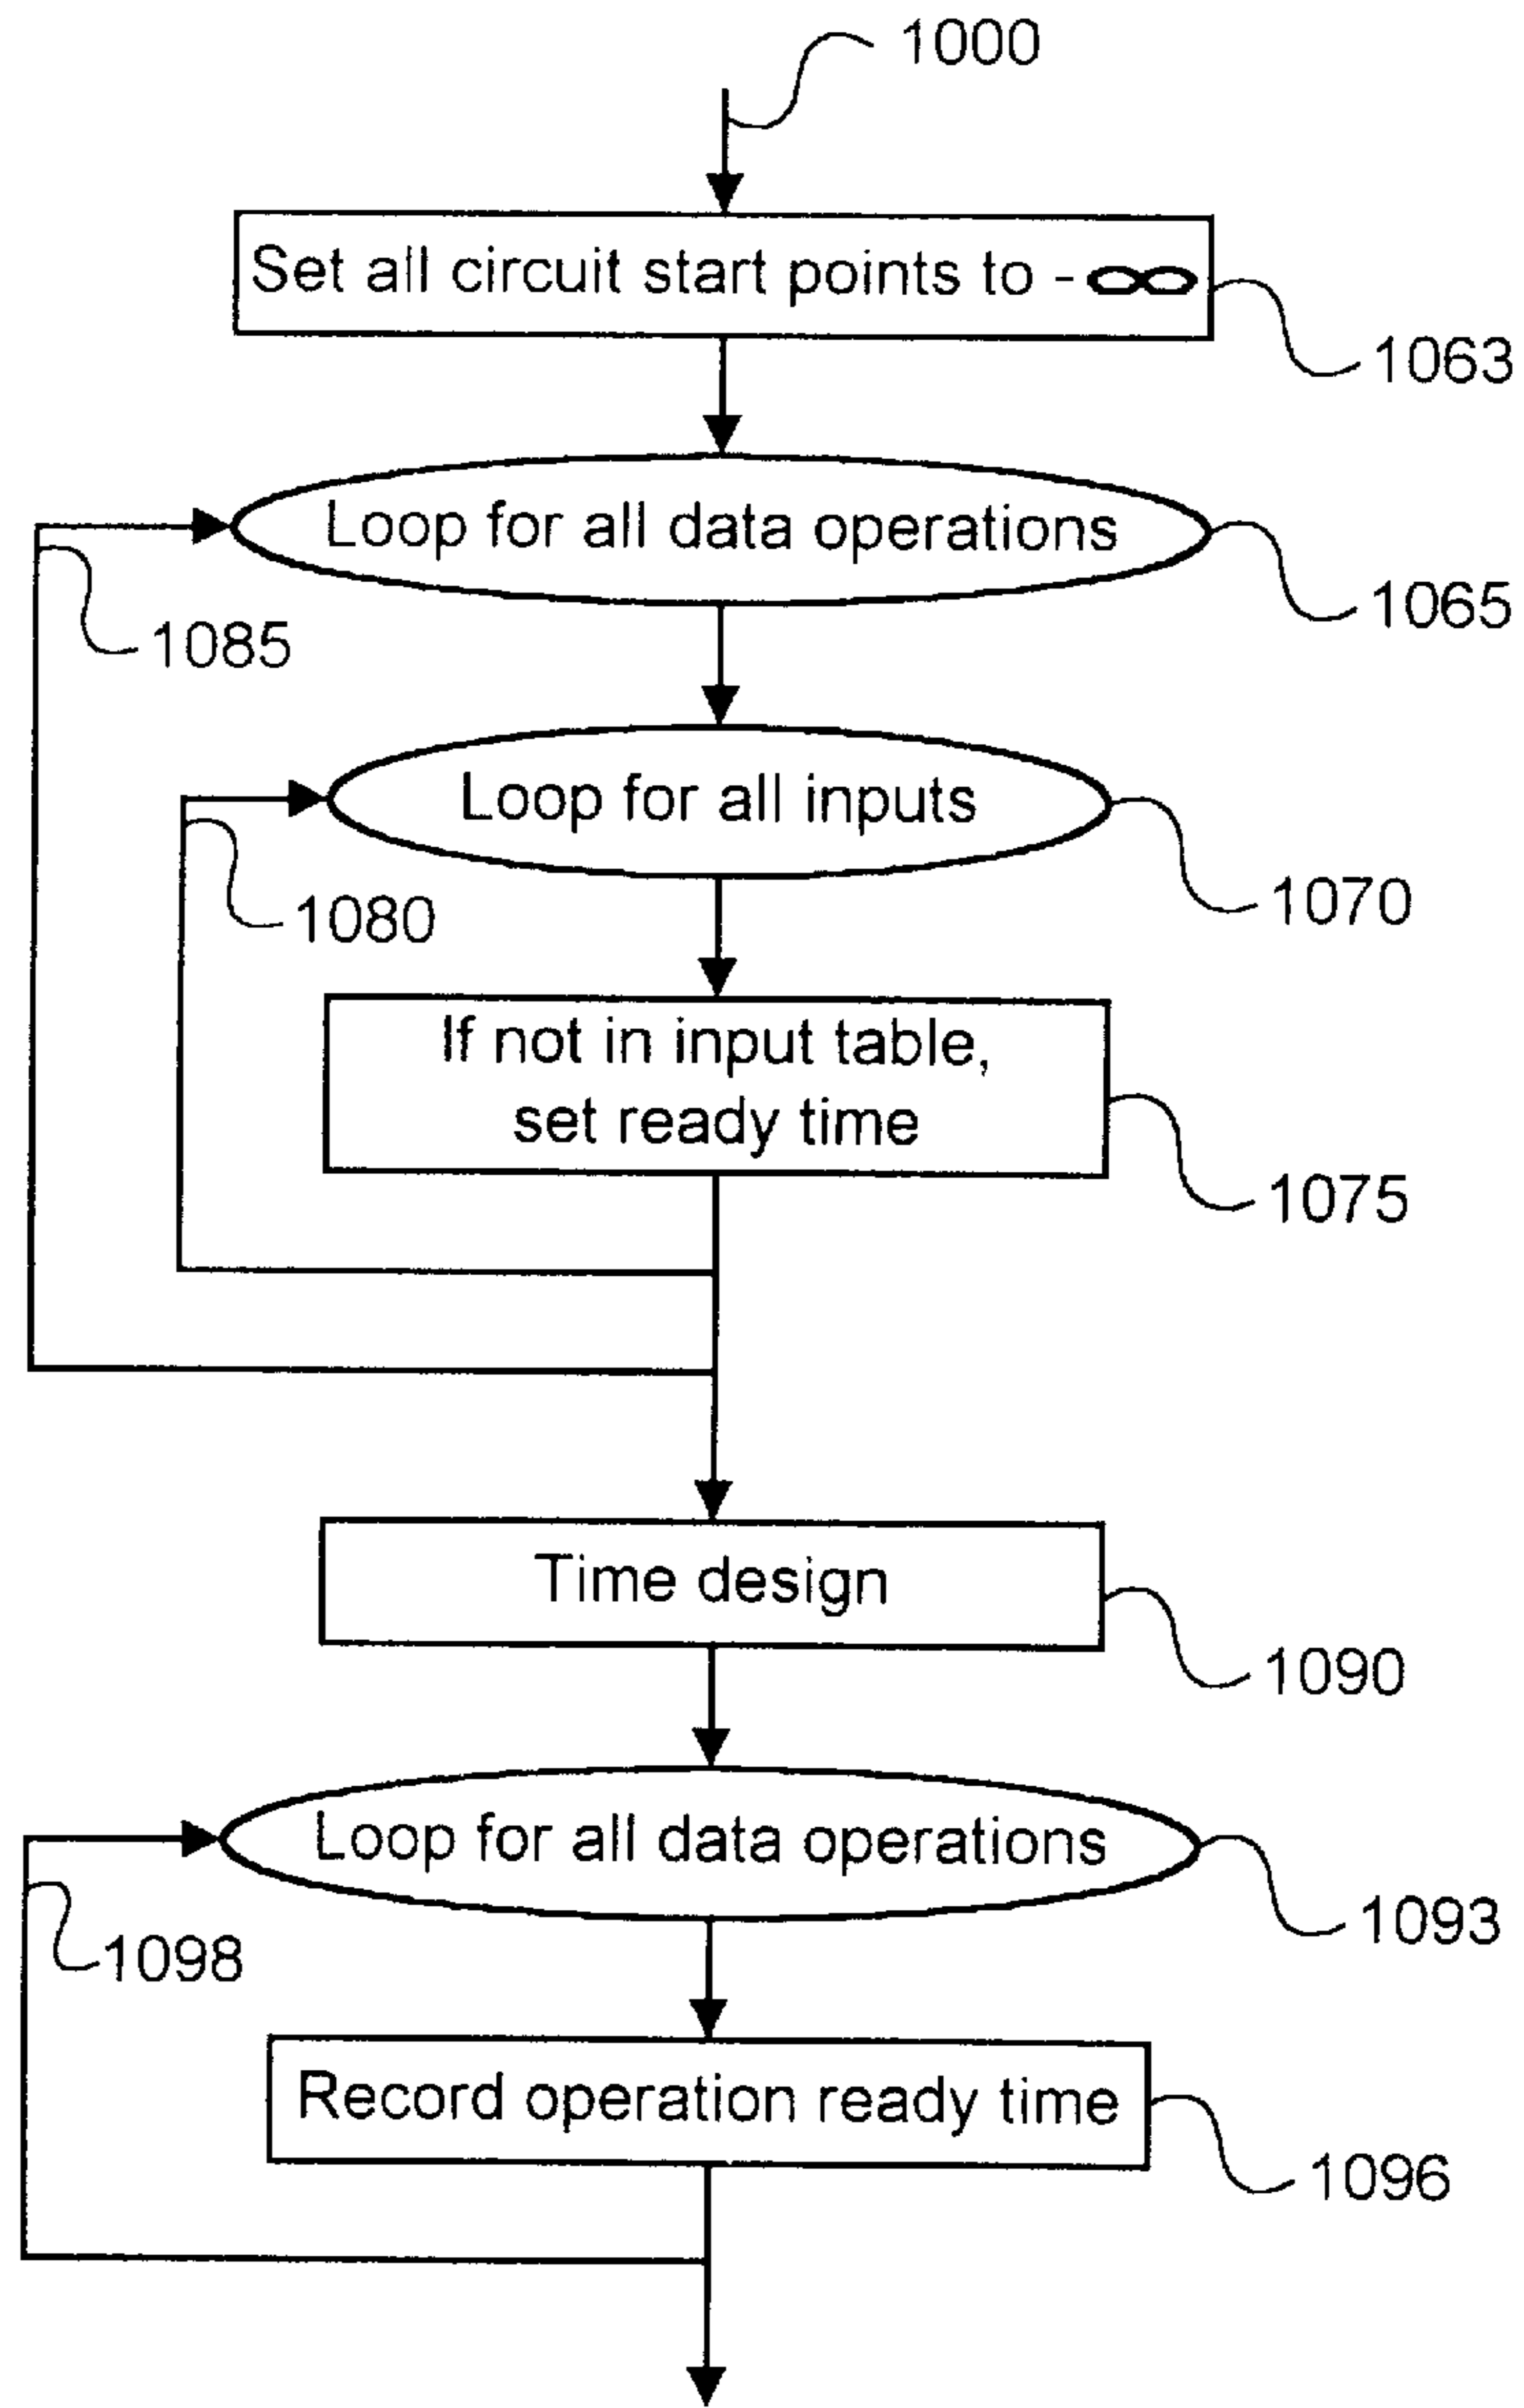 1000
Set all circuit start points to -∞
1063
Loop for all data operations
1065
1085
Loop for all inputs
1070
1080
If not in input table,
set ready time
1075
Time design
1090
Loop for all data operations
1093
1098
Record operation ready time
1096